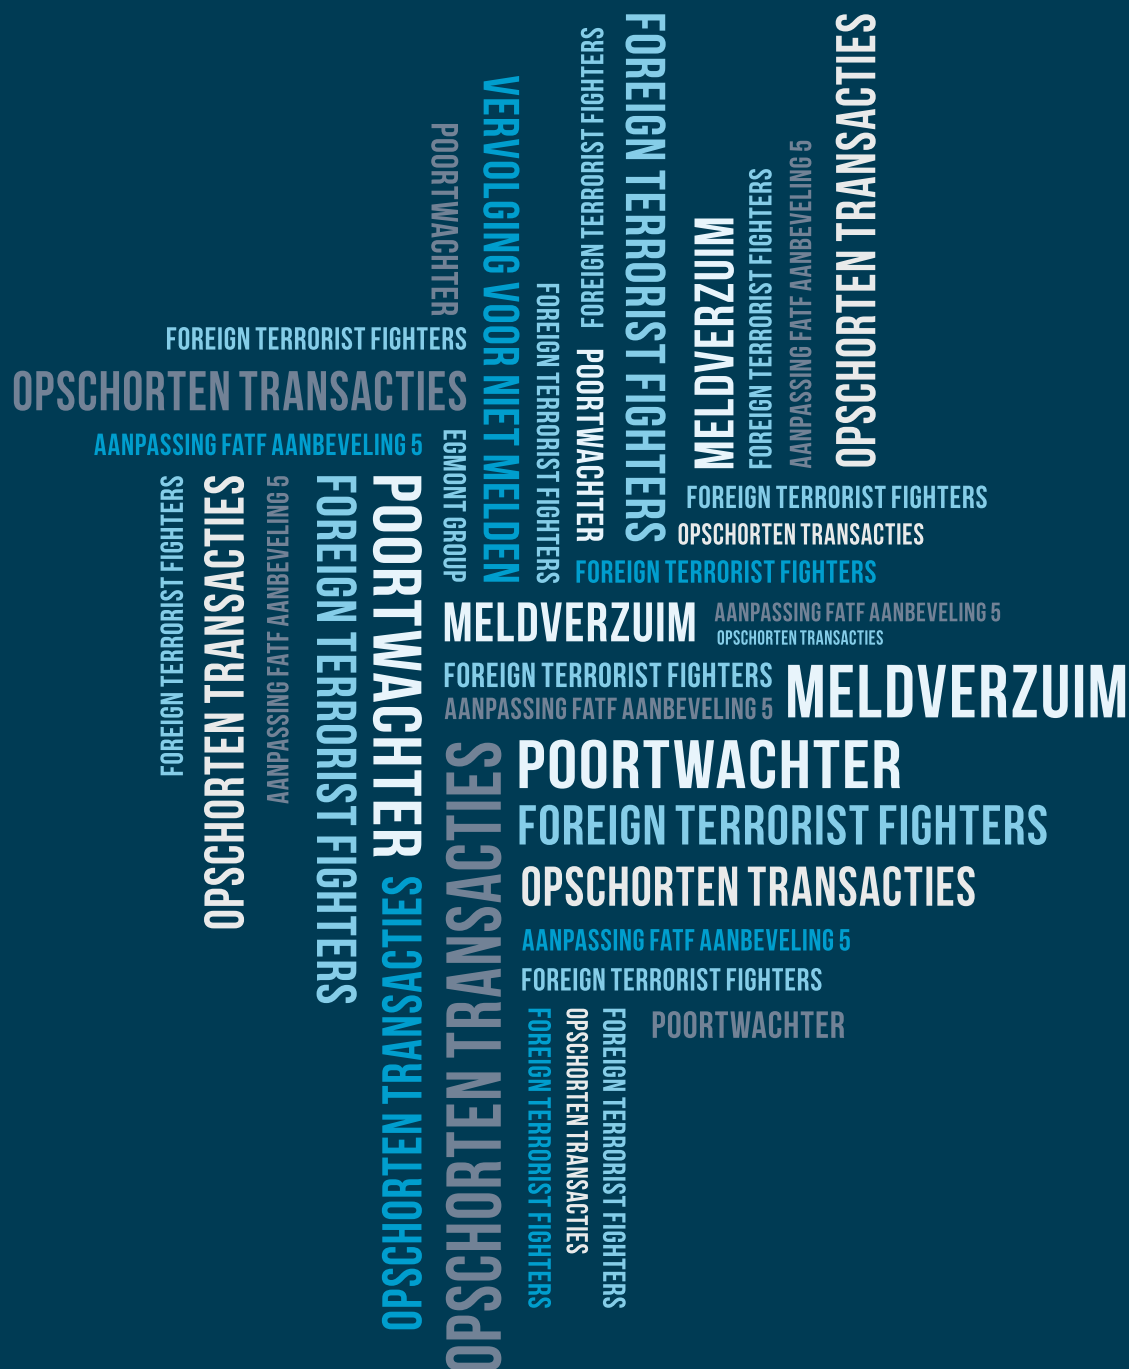 FOREIGN TERRORIST FIGHTERS
OPSCHORTEN TRANSACTIES
AANPASSING FATF AANBEVELING 5
POORTWACHTER
VERVOLGING VOOR NIET MELDEN
EGMONT GROUP
FOREIGN TERRORIST FIGHTERS
FOREIGN TERRORIST FIGHTERS
POORTWACHTER
FOREIGN TERRORIST FIGHTERS
MELDVERZUIM
FOREIGN TERRORIST FIGHTERS
AANPASSING FATF AANBEVELING 5
OPSCHORTEN TRANSACTIES
FOREIGN TERRORIST FIGHTERS
OPSCHORTEN TRANSACTIES
FOREIGN TERRORIST FIGHTERS
FOREIGN TERRORIST FIGHTERS
OPSCHORTEN TRANSACTIES
AANPASSING FATF AANBEVELING 5
FOREIGN TERRORIST FIGHTERS
POORTWACHTER
MELDVERZUIM
AANPASSING FATF AANBEVELING 5
OPSCHORTEN TRANSACTIES
FOREIGN TERRORIST FIGHTERS
AANPASSING FATF AANBEVELING 5
MELDVERZUIM
POORTWACHTER
FOREIGN TERRORIST FIGHTERS
OPSCHORTEN TRANSACTIES
AANPASSING FATF AANBEVELING 5
FOREIGN TERRORIST FIGHTERS
OPSCHORTEN TRANSACTIES
OPSCHORTEN TRANSACTIES
FOREIGN TERRORIST FIGHTERS
OPSCHORTEN TRANSACTIES
FOREIGN TERRORIST FIGHTERS
POORTWACHTER